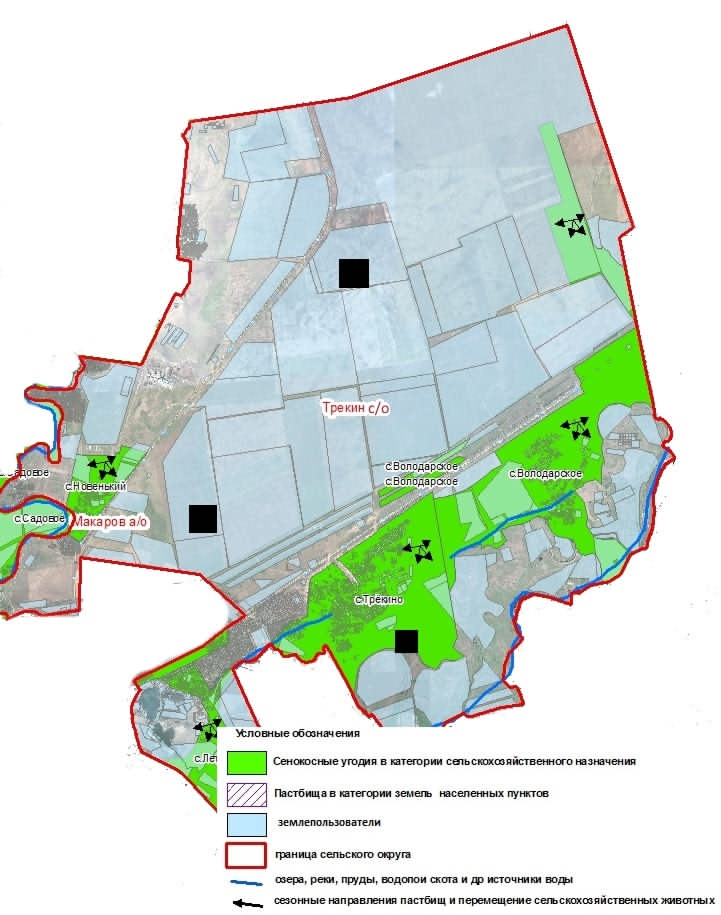 Трекин с/о
с.Володарское
с.Володарское
с.Володарское
с.Садовое
с.Новенький
с.Садовое
Макаров а/о
с.Трекино
Условные обозначения
Сенокосные угодия в категории сельскохозяйственного назначения
Пастбища в категории земель населенных пунктов
землепользователи
граница сельского округа
озера, реки, пруды, водопои скота и др источники воды
сезонные направления пастбищ и перемещение сельскохозяйственных животных